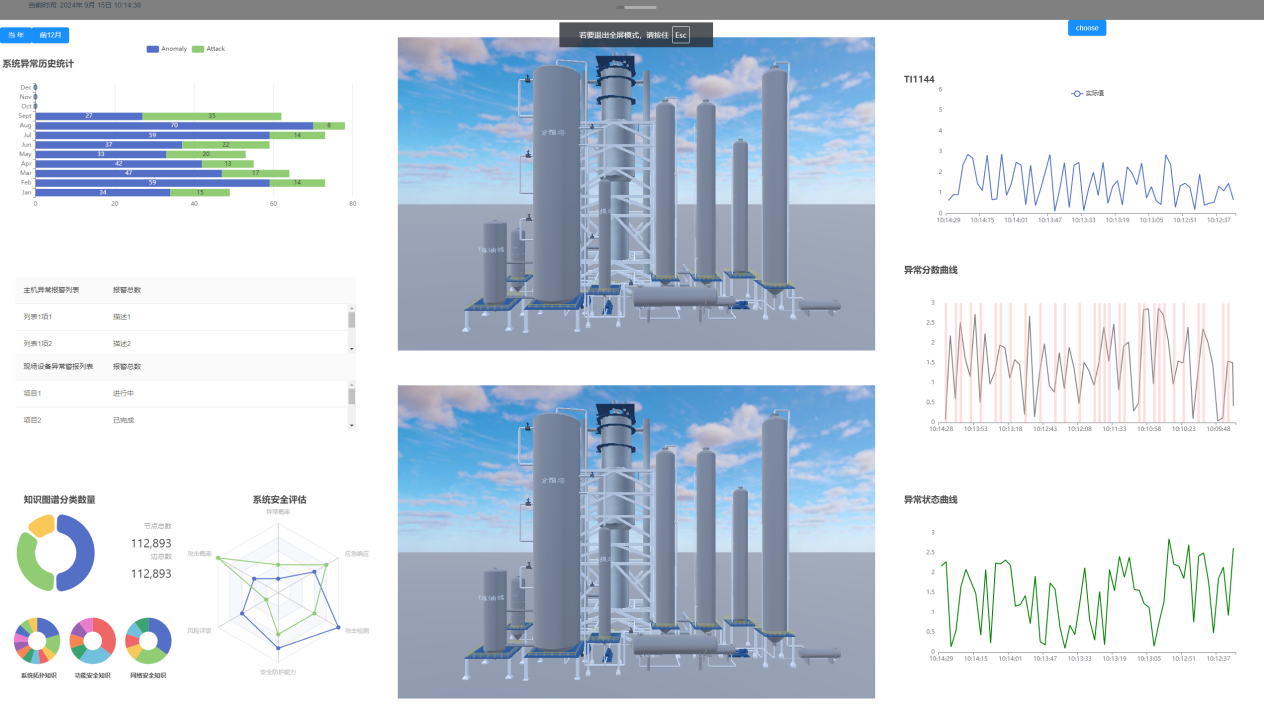 当前时间: 2024年 9月 15日 10:14:38
若要退出全屏模式，请按住 Esc
choose
当 年 前12月
Anomaly Attack
系统异常历史统计
Dec
Nov
Oct
Sept 27 35
Aug 70 8
Jul 59 14
Jun 37 22
May 33 20
Apr 42 13
Mar 47 17
Feb 59 14
Jan 34 15
0 20 40 60 80
主机异常报警列表 报警总数
列表1项1 描述1
列表1项2 描述2
现场设备异常警报列表 报警总数
项目1 进行中
项目2 已完成
知识图谱分类数量
节点总数
112,893
边总数
112,893
系统拓扑知识 功能安全知识 网络安全知识
系统安全评估
异常概率
攻击概率 应急响应
风险评级 攻击检测
安全防护能力
TI1144
实际值
6
5
4
3
2
1
0
10:14:29 10:14:15 10:14:01 10:13:47 10:13:33 10:13:19 10:13:05 10:12:51 10:12:37
异常分数曲线
3
2.5
2
1.5
1
0.5
0
10:14:28 10:13:53 10:13:18 10:12:43 10:12:08 10:11:33 10:10:58 10:10:23 10:09:48
异常状态曲线
3
2.5
2
1.5
1
0.5
0
10:14:29 10:14:15 10:14:01 10:13:47 10:13:33 10:13:19 10:13:05 10:12:51 10:12:37